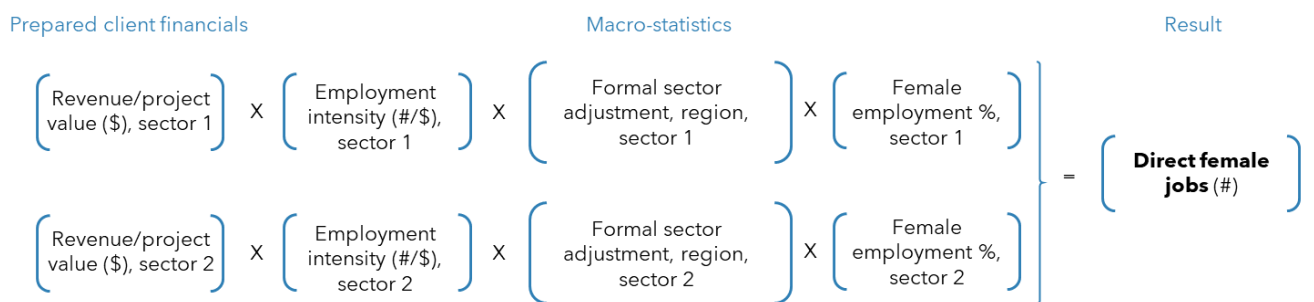 Prepared client financials
Macro-statistics
Result
Revenue/project
value ($), sector 1
X
Employment
intensity (#/$),
sector 1
X
Formal sector
adjustment, region,
sector 1
X
Female
employment %,
sector 1
=
Direct female
jobs (#)
Revenue/project
value ($), sector 2
X
Employment
intensity (#/$),
sector 2
X
Formal sector
adjustment, region,
sector 2
X
Female
employment %,
sector 2